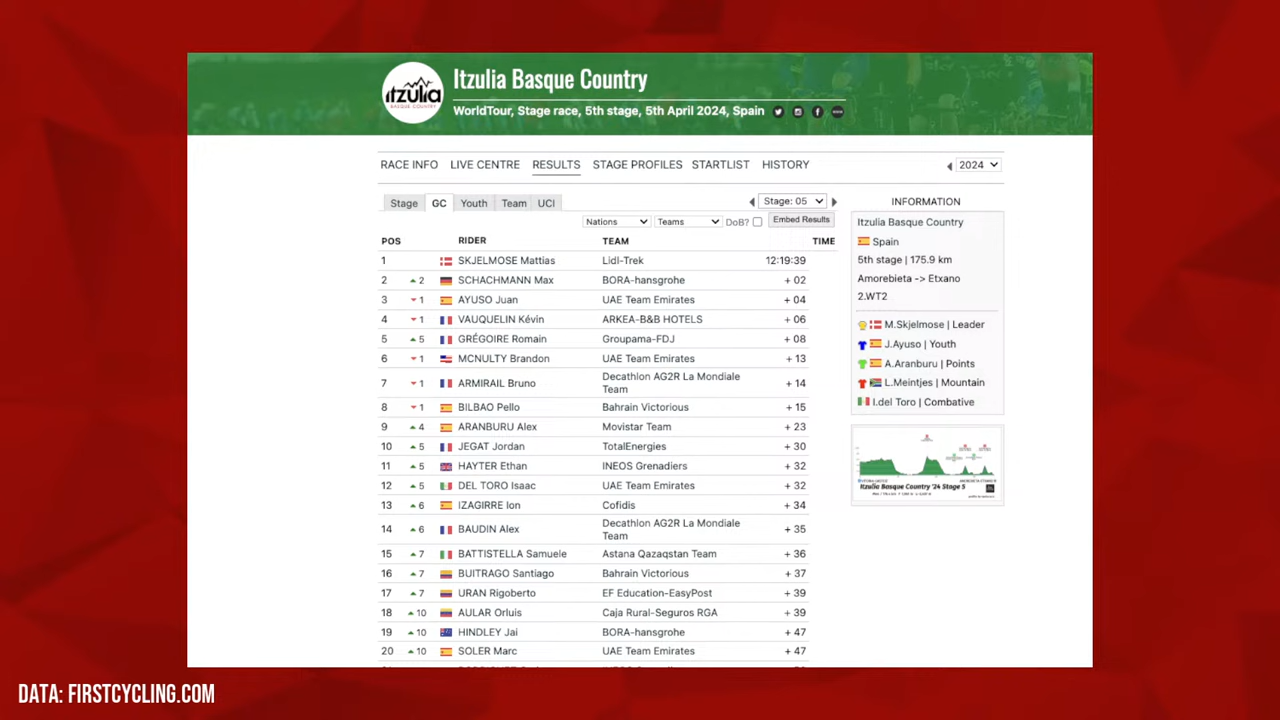 itzulia
BASQUE COUNTRY
Itzulia Basque Country
WorldTour, Stage race, 5th stage, 5th April 2024, Spain
RACE INFO LIVE CENTRE RESULTS STAGE PROFILES STARTLIST HISTORY 2024
Stage GC Youth Team UCI Stage: 05
Nations Teams DoB? Embed Results
POS RIDER TEAM TIME
1 SKJELMOSE Mattias Lidl-Trek 12:19:39
2 2 SCHACHMANN Max BORA-hansgrohe + 02
3 1 AYUSO Juan UAE Team Emirates + 04
4 1 VAUQUELIN Kévin ARKEA-B&B HOTELS + 06
5 5 GRÉGOIRE Romain Groupama-FDJ + 08
6 1 MCNULTY Brandon UAE Team Emirates + 13
7 1 ARMIRAIL Bruno Decathlon AG2R La Mondiale Team + 14
8 1 BILBAO Pello Bahrain Victorious + 15
9 4 ARANBURU Alex Movistar Team + 23
10 5 JEGAT Jordan TotalEnergies + 30
11 5 HAYTER Ethan INEOS Grenadiers + 32
12 5 DEL TORO Isaac UAE Team Emirates + 32
13 6 IZAGIRRE Ion Cofidis + 34
14 6 BAUDIN Alex Decathlon AG2R La Mondiale Team + 35
15 7 BATTISTELLA Samuele Astana Qazaqstan Team + 36
16 7 BUITRAGO Santiago Bahrain Victorious + 37
17 7 URAN Rigoberto EF Education-EasyPost + 39
18 10 AULAR Orluis Caja Rural-Seguros RGA + 39
19 10 HINDLEY Jai BORA-hansgrohe + 47
20 10 SOLER Marc UAE Team Emirates + 47
INFORMATION
Itzulia Basque Country
Spain
5th stage | 175.9 km
Amorebieta -> Etxano
2.WT2
M.Skjelmose | Leader
J.Ayuso | Youth
A.Aranburu | Points
L.Meintjes | Mountain
I.del Toro | Combative
Itzulia Basque Country '24 Stage 5
DATA: FIRSTCYCLING.COM